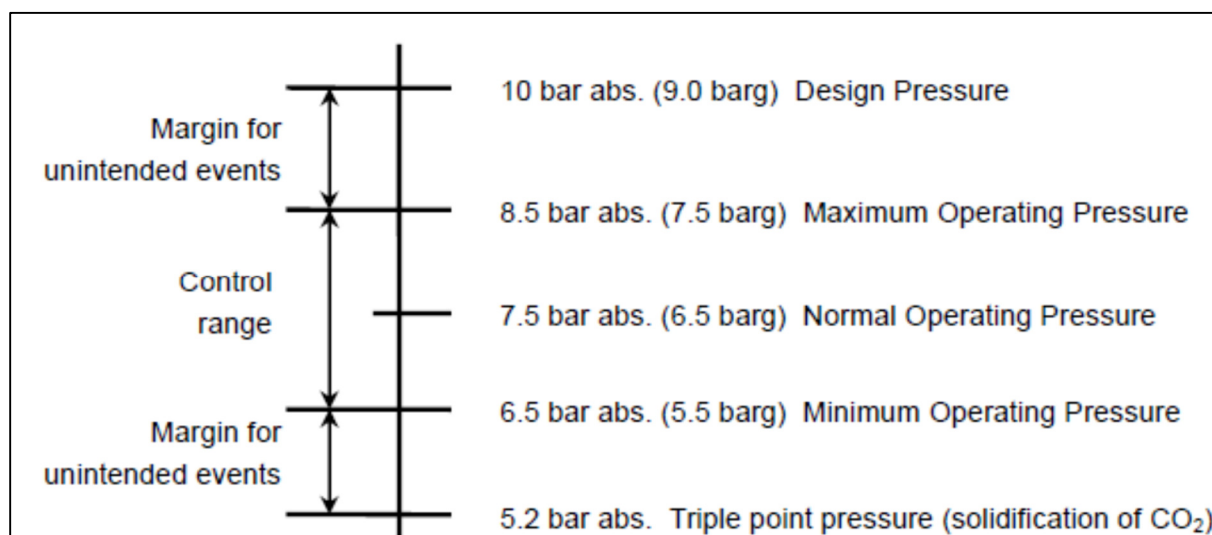 10 bar abs. (9.0 barg)  Design Pressure
Margin for
unintended events
8.5 bar abs. (7.5 barg)  Maximum Operating Pressure
Control
range
7.5 bar abs. (6.5 barg)  Normal Operating Pressure
6.5 bar abs. (5.5 barg)  Minimum Operating Pressure
Margin for
unintended events
5.2 bar abs.  Triple point pressure (solidification of CO₂)